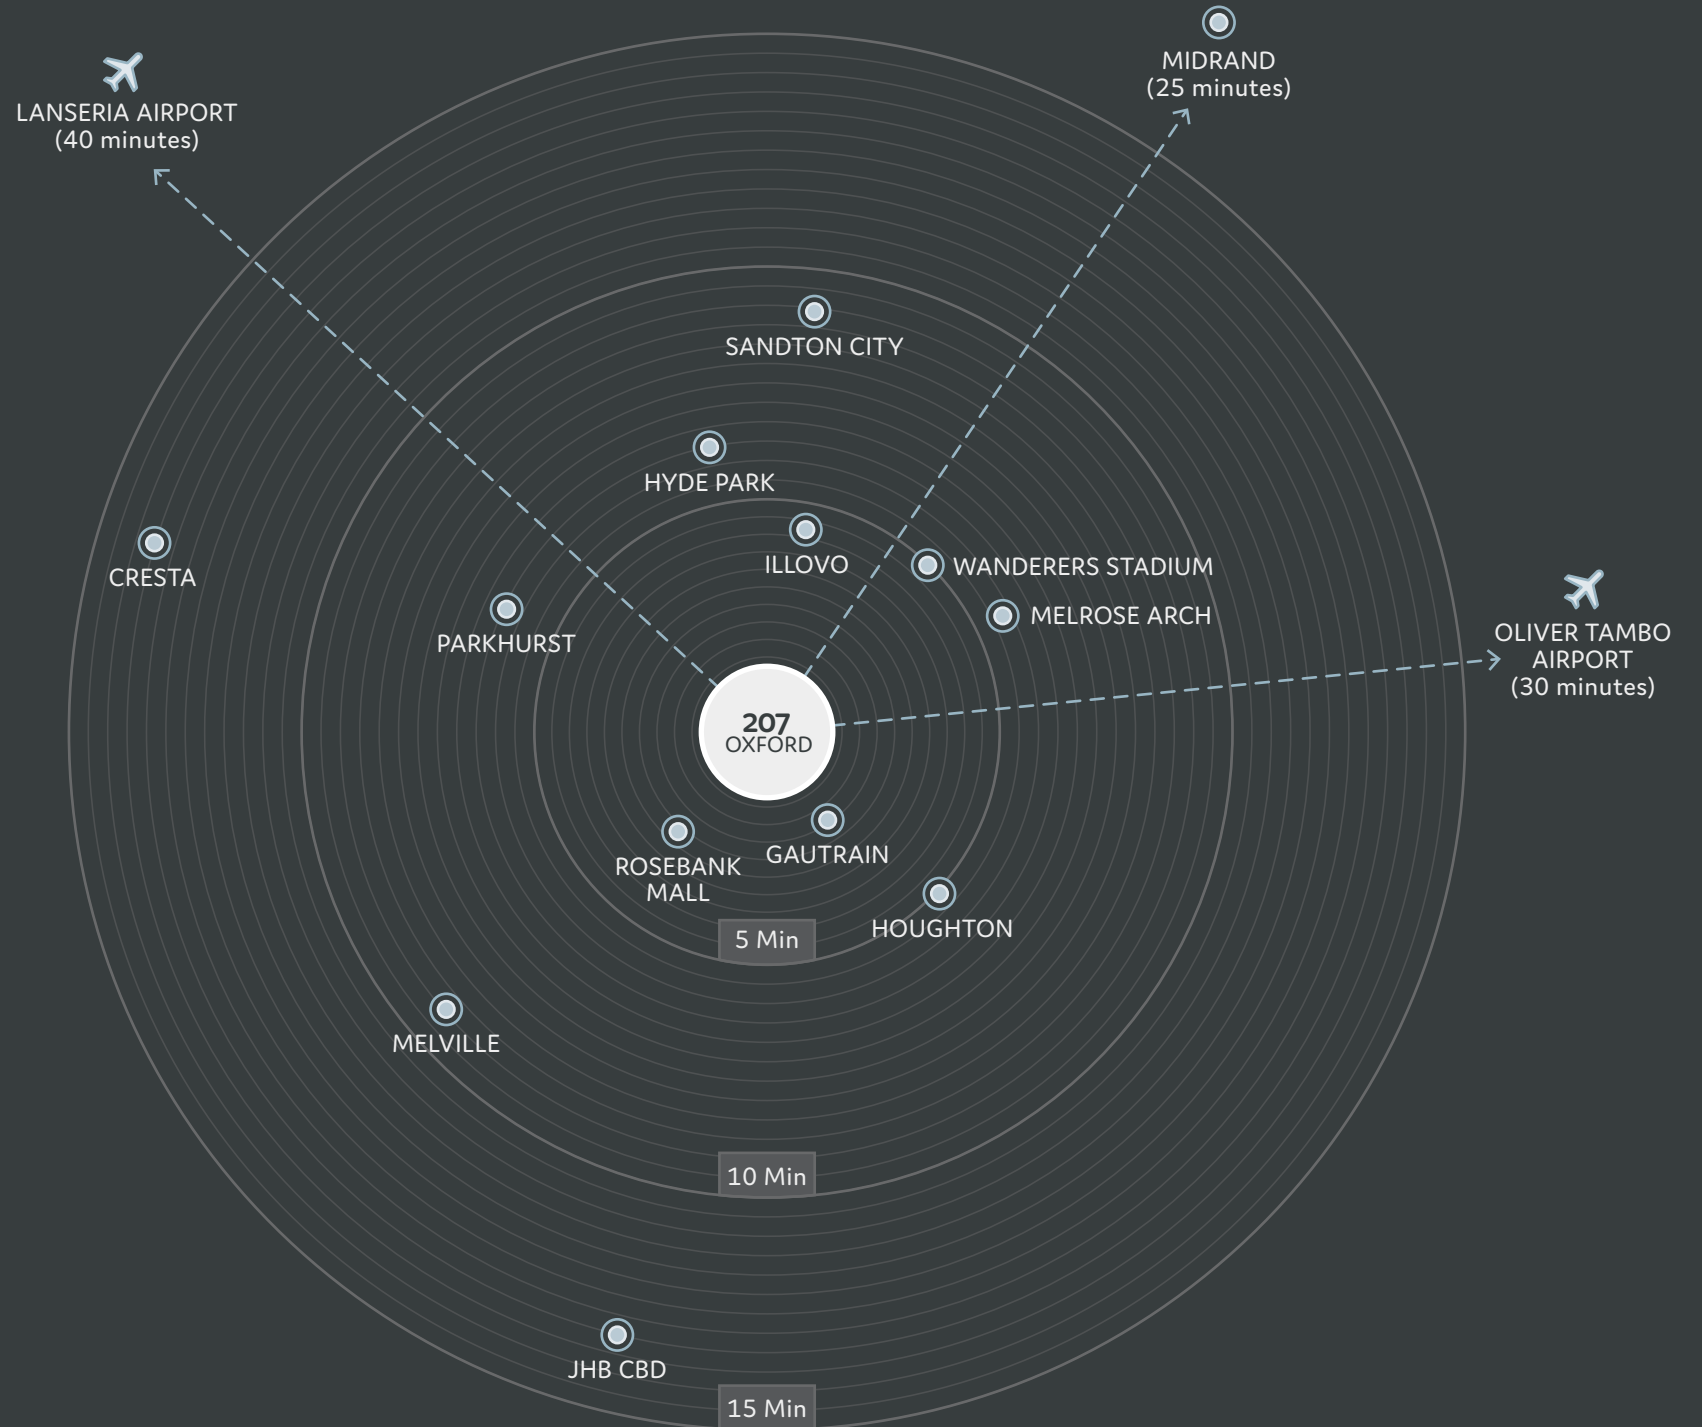 MIDRAND
(25 minutes)
LANSERIA AIRPORT
(40 minutes)
SANDTON CITY
HYDE PARK
ILLOVO
WANDERERS STADIUM
CRESTA
MELROSE ARCH
PARKHURST
OLIVER TAMBO
AIRPORT
(30 minutes)
207
OXFORD
GAUTRAIN
ROSEBANK
MALL
HOUGHTON
5 Min
MELVILLE
10 Min
JHB CBD
15 Min